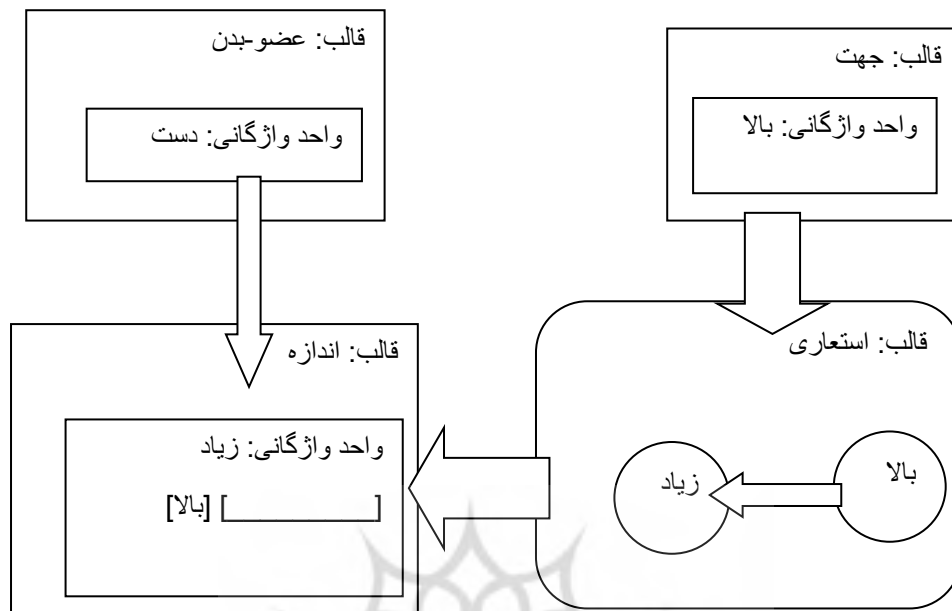 قالب: عضو-بدن
واحد واژگانی: دست
قالب: جهت
واحد واژگانی: بالا
قالب: استعاری
بالا
زیاد
قالب: اندازه
واحد واژگانی: زیاد
[____________] [بالا]